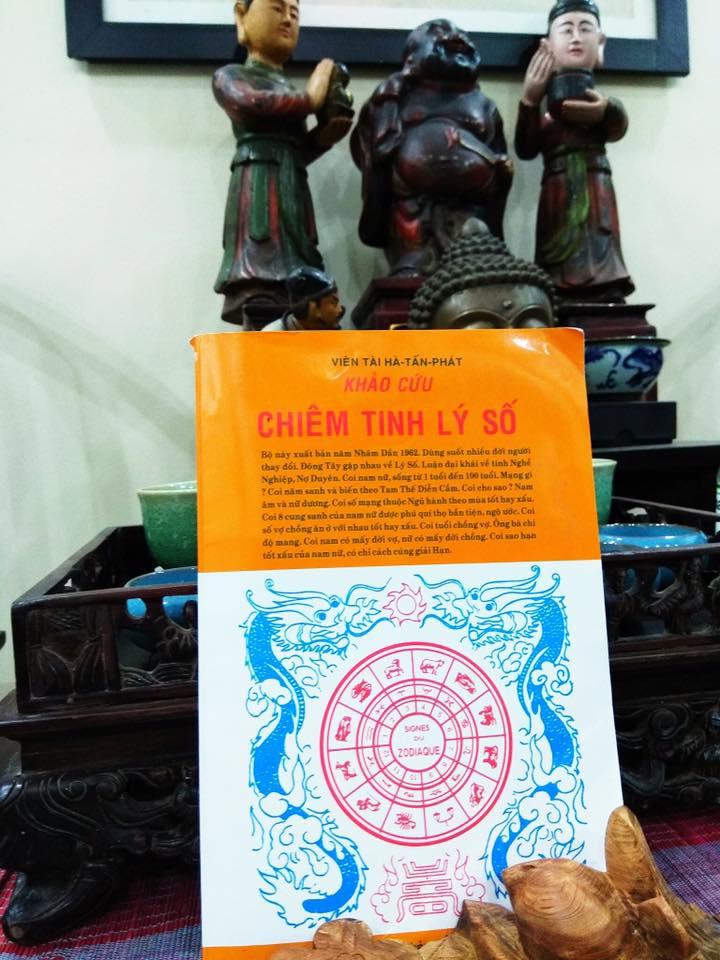 VIÊN TÀI HÀ-TẤN-PHÁT
KHẢO CỨU
CHIÊM TINH LÝ SỐ
Bộ này xuất bản năm Nhâm Dần 1962. Dùng suốt nhiều đời người
thay đổi. Đông Tây gặp nhau về Lý Số. Luận đại khái về tính Nghề
Nghiệp, Nợ Duyên. Coi nam nữ, sống từ 1 tuổi đến 100 tuổi. Mạng gì
? Coi năm sanh và biến theo Tam Thế Diễn Cầm. Coi cho sao ? Nam
âm và nữ dương. Coi số mạng thuộc Ngũ hành theo mùa tốt hay xấu.
Coi 8 cung sanh của nam nữ được phú quí thọ bần tiện, ngộ ước. Coi
số vợ chồng ăn ở với nhau tốt hay xấu. Coi tuổi chồng vợ. Ông bà chỉ
độ mạng. Coi nam có mấy đời vợ, nữ có mấy đời chồng. Coi sao hạn
tốt xấu của nam nữ, có chỉ cách cúng giải Hạn.
SIGNES
DU
ZODIAQUE